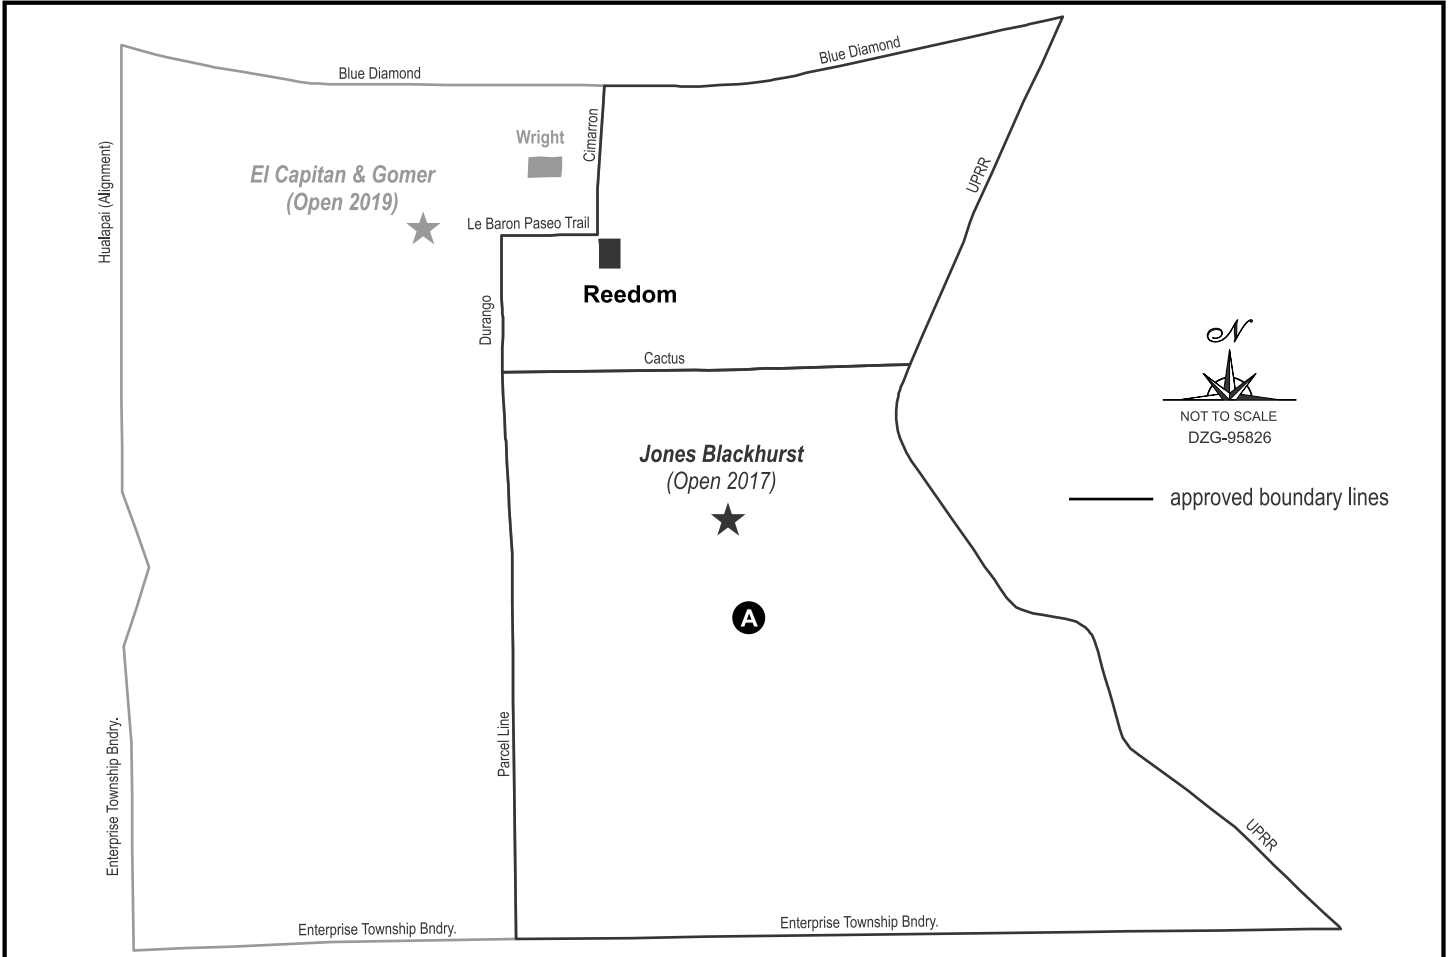 Blue Diamond
Blue Diamond
Wright
Cimarron
El Capitan & Gomer
(Open 2019)
Hualapai (Alignment)
UPRR
Le Baron Paseo Trail
Reedom
Durango
Cactus
N
NOT TO SCALE
DZG-95826
Jones Blackhurst
(Open 2017)
approved boundary lines
A
Parcel Line
Enterprise Township Bndry.
UPRR
Enterprise Township Bndry.
Enterprise Township Bndry.